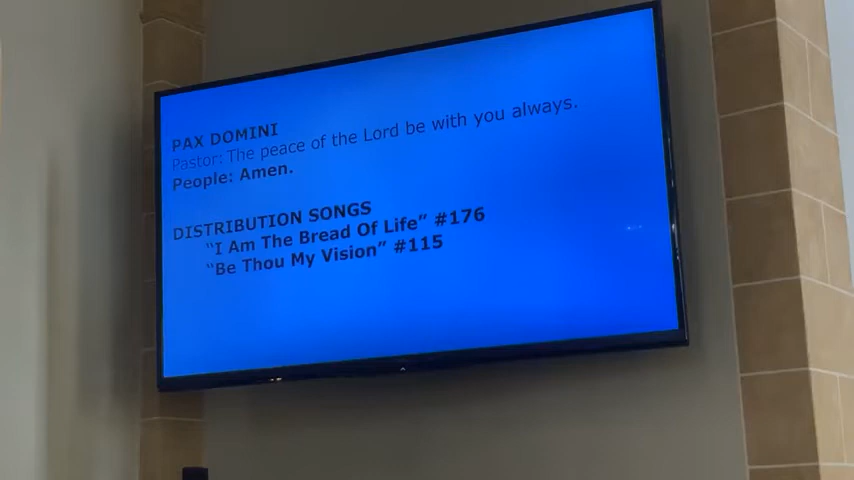 PAX DOMINI
Pastor: The peace of the Lord be with you always.
People: Amen.
DISTRIBUTION SONGS
"I Am The Bread Of Life" #176
"Be Thou My Vision" #115